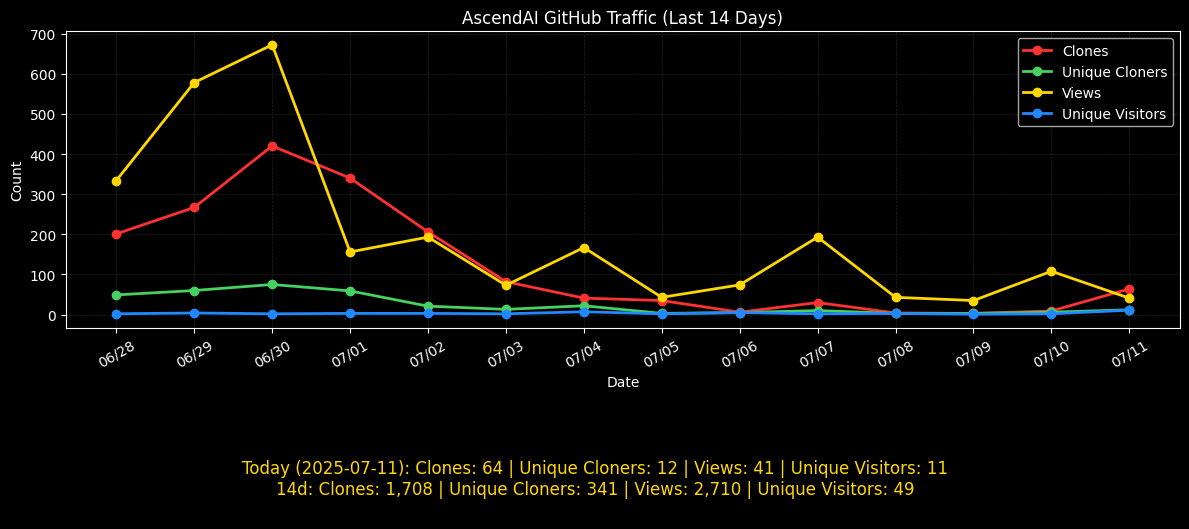 AscendAI GitHub Traffic (Last 14 Days)
700
600
500
400
300
200
100
0
Count
Clones
Unique Cloners
Views
Unique Visitors
06/28
06/29
06/30
07/01
07/02
07/03
07/04
07/05
07/06
07/07
07/08
07/09
07/10
07/11
Date
Today (2025-07-11): Clones: 64 | Unique Cloners: 12 | Views: 41 | Unique Visitors: 11
14d: Clones: 1,708 | Unique Cloners: 341 | Views: 2,710 | Unique Visitors: 49